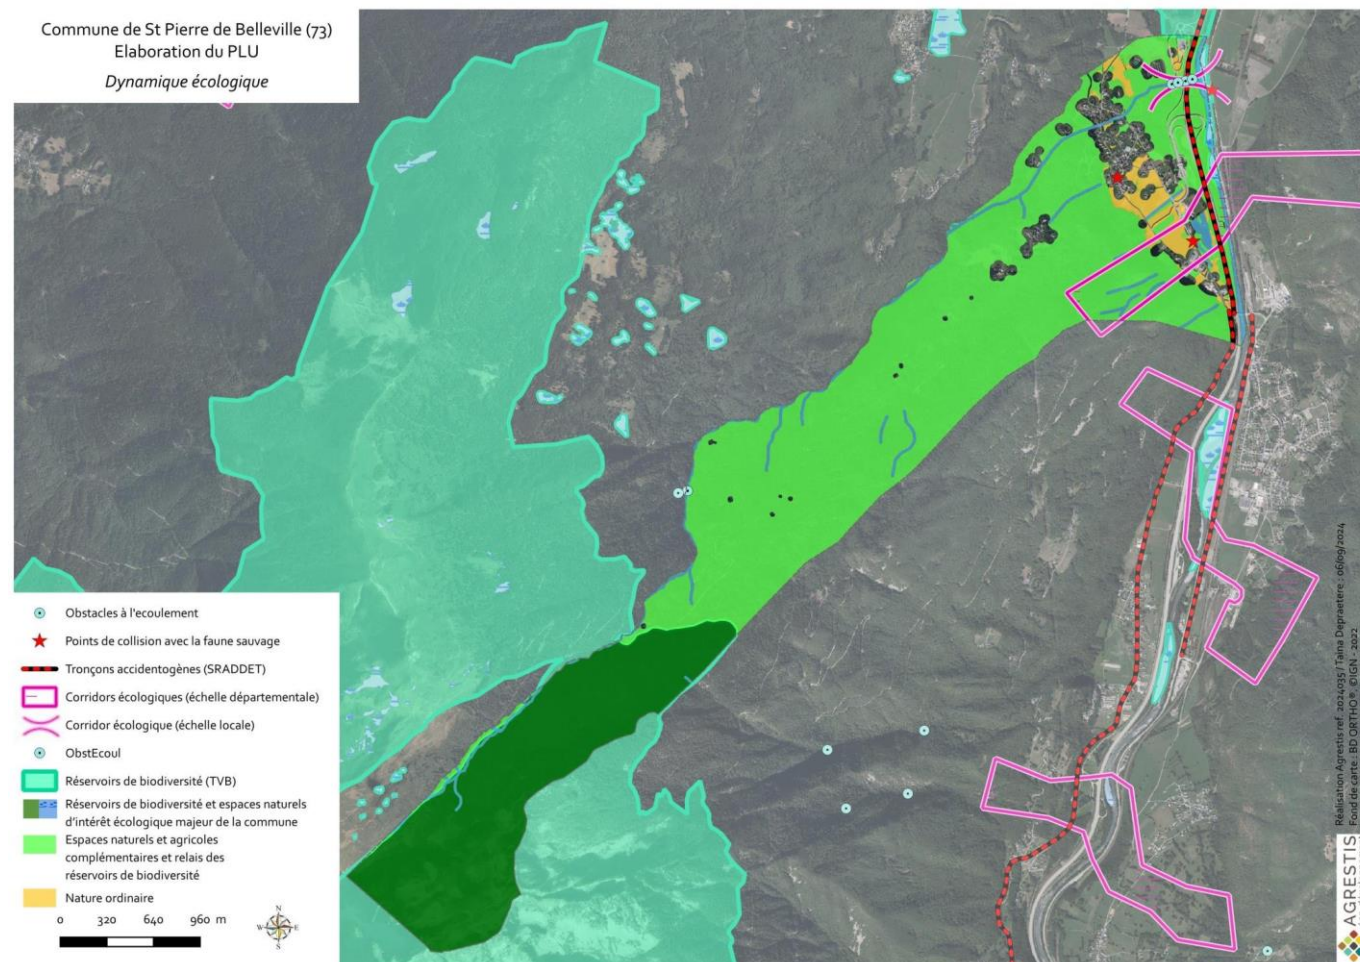 Commune de St Pierre de Belleville (73)
Elaboration du PLU
Dynamique écologique
Obstacles à l'ecoulement
Points de collision avec la faune sauvage
Tronçons accidentogènes (SRADDET)
Corridors écologiques (échelle départementale)
Corridor écologique (échelle locale)
ObstEcoul
Réservoirs de biodiversité (TVB)
Réservoirs de biodiversité et espaces naturels
d'intérêt écologique majeur de la commune
Espaces naturels et agricoles
complémentaires et relais des
réservoirs de biodiversité
Nature ordinaire
0 320 640 960 m
N
W E
S
Réalisation Agrestis ref. 2024035 / Taïna Depraetere : 06/09/2024
Fond de carte : BD ORTHO®, ©IGN - 2022
AGRESTIS